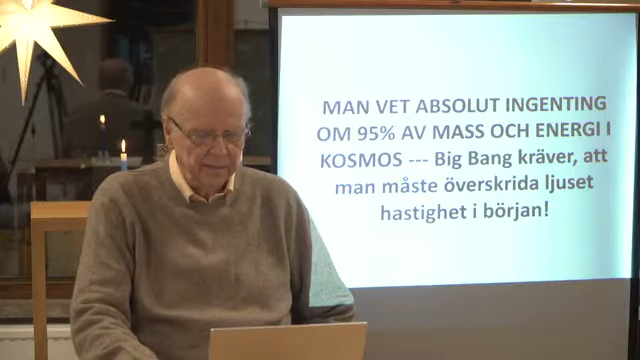 MAN VET ABSOLUT INGENTING
OM 95% AV MASS OCH ENERGI I
KOSMOS --- Big Bang kräver, att
man måste överskrida ljuset
hastighet i början!